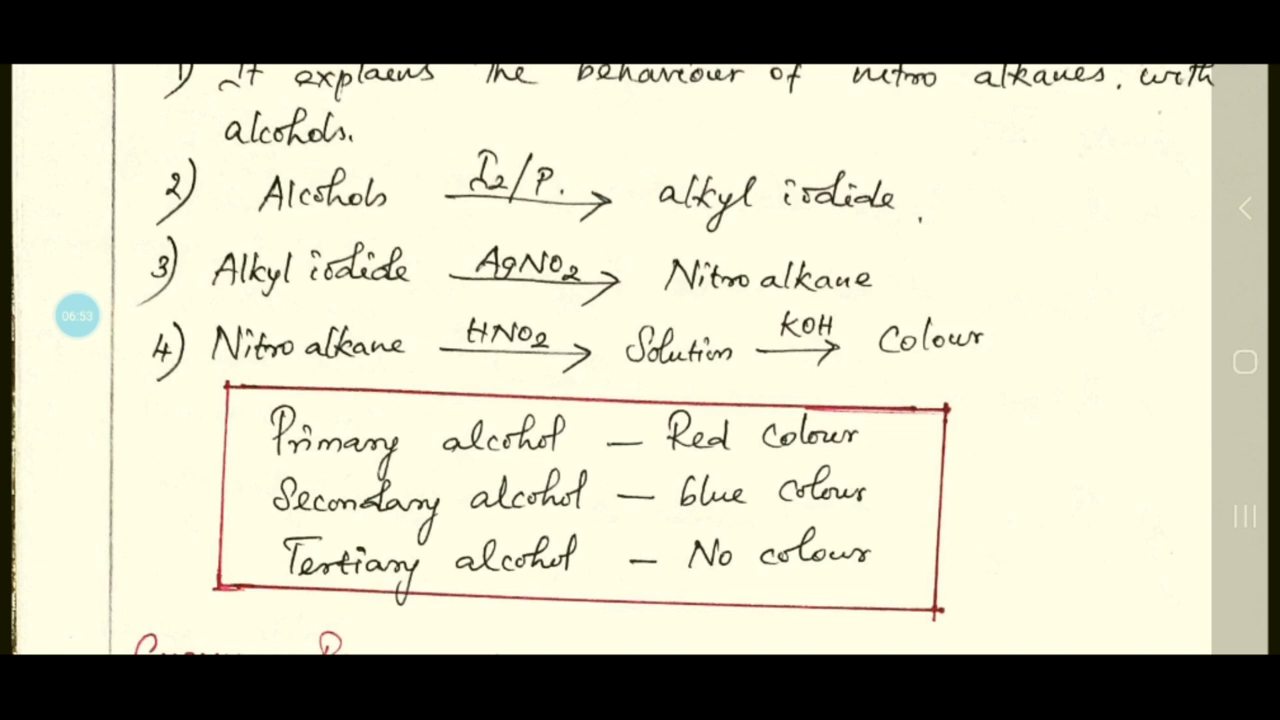 1) It explains the behaviour of nitro alkanes. with
alcohols.
2) Alcohols I2/P. → alkyl iodide.
3) Alkyl iodide AgNO2 → Nitro alkane
06:53
4) Nitro alkane HNO2 → Solution KOH → Colour
Primary alcohol – Red colour
Secondary alcohol – blue colour
Tertiary alcohol – No colour